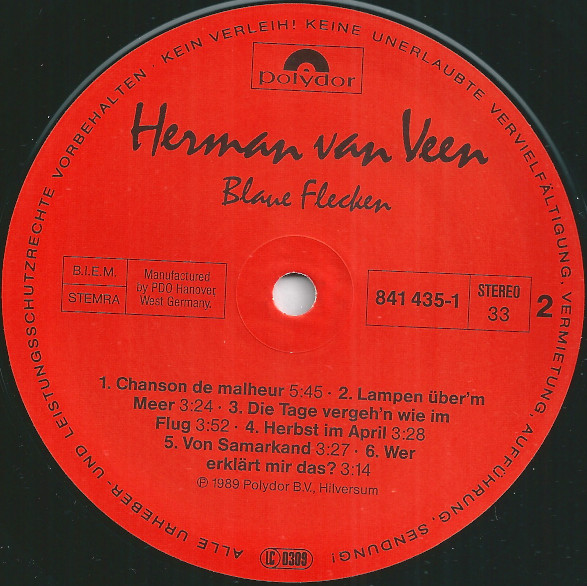 ALLE URHEBER- UND LEISTUNGSSCHUTZRECHTE VORBEHALTEN · KEIN VERLEIH! KEINE UNERLAUBTE VERVIELFÄLTIGUNG, VERMIETUNG, AUFFÜHRUNG, SENDUNG!
polydor
Herman van Veen
Blaue Flecken
B.I.E.M.
STEMRA
Manufactured
by PDO Hanover
West Germany.
841 435-1
STEREO
33
2
1. Chanson de malheur 5:45 · 2. Lampen über'm
Meer 3:24 · 3. Die Tage vergeh'n wie im
Flug 3:52 · 4. Herbst im April 3:28
5. Von Samarkand 3:27 · 6. Wer
erklärt mir das? 3:14
℗ 1989 Polydor B.V., Hilversum
LC 0309